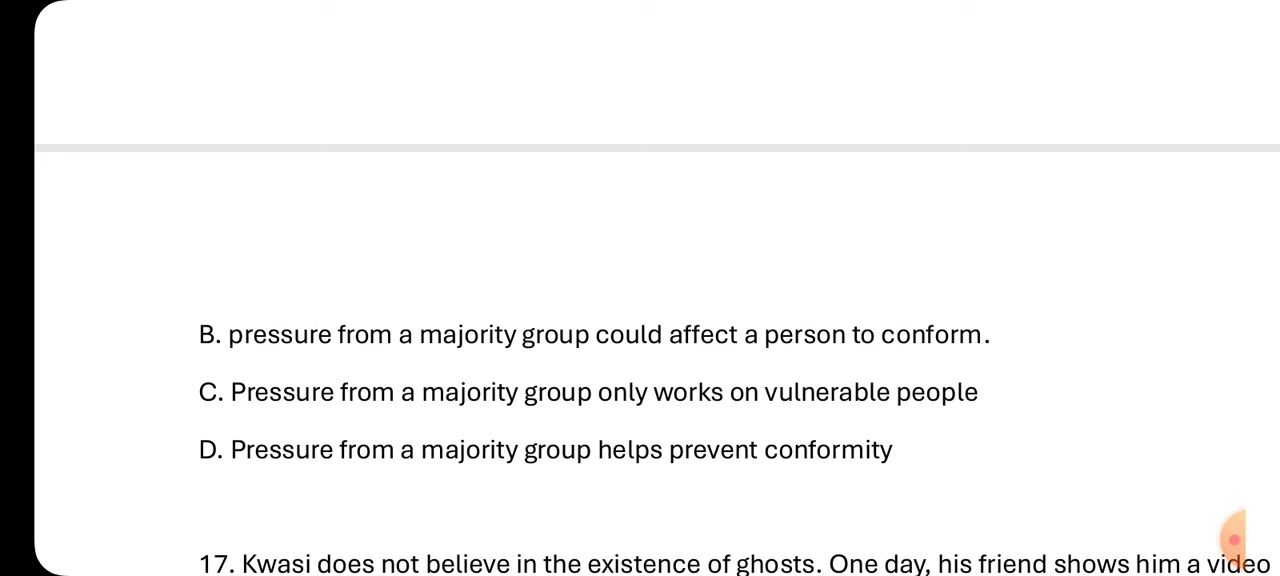 B. pressure from a majority group could affect a person to conform.
C. Pressure from a majority group only works on vulnerable people
D. Pressure from a majority group helps prevent conformity
17. Kwasi does not believe in the existence of ghosts. One day, his friend shows him a video